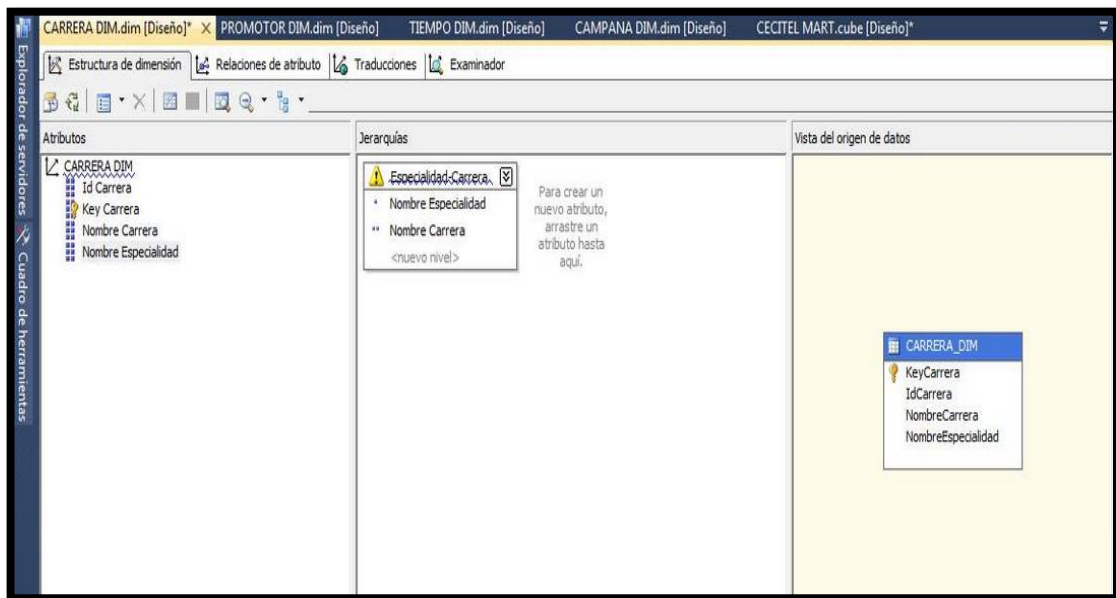 CARRERA DIM.dim [Diseño]* X PROMOTOR DIM.dim [Diseño] TIEMPO DIM.dim [Diseño] CAMPANA DIM.dim [Diseño] CECITEL MART.cube [Diseño]*
Explorador de servidores
Cuadro de herramientas
Estructura de dimensión Relaciones de atributo Traducciones Examinador
Atributos
CARRERA DIM
Id Carrera
Key Carrera
Nombre Carrera
Nombre Especialidad
Jerarquías
Especialidad-Carrera
Nombre Especialidad
Nombre Carrera
<nuevo nivel>
Para crear un
nuevo atributo,
arrastre un
atributo hasta
aquí.
Vista del origen de datos
CARRERA_DIM
KeyCarrera
IdCarrera
NombreCarrera
NombreEspecialidad